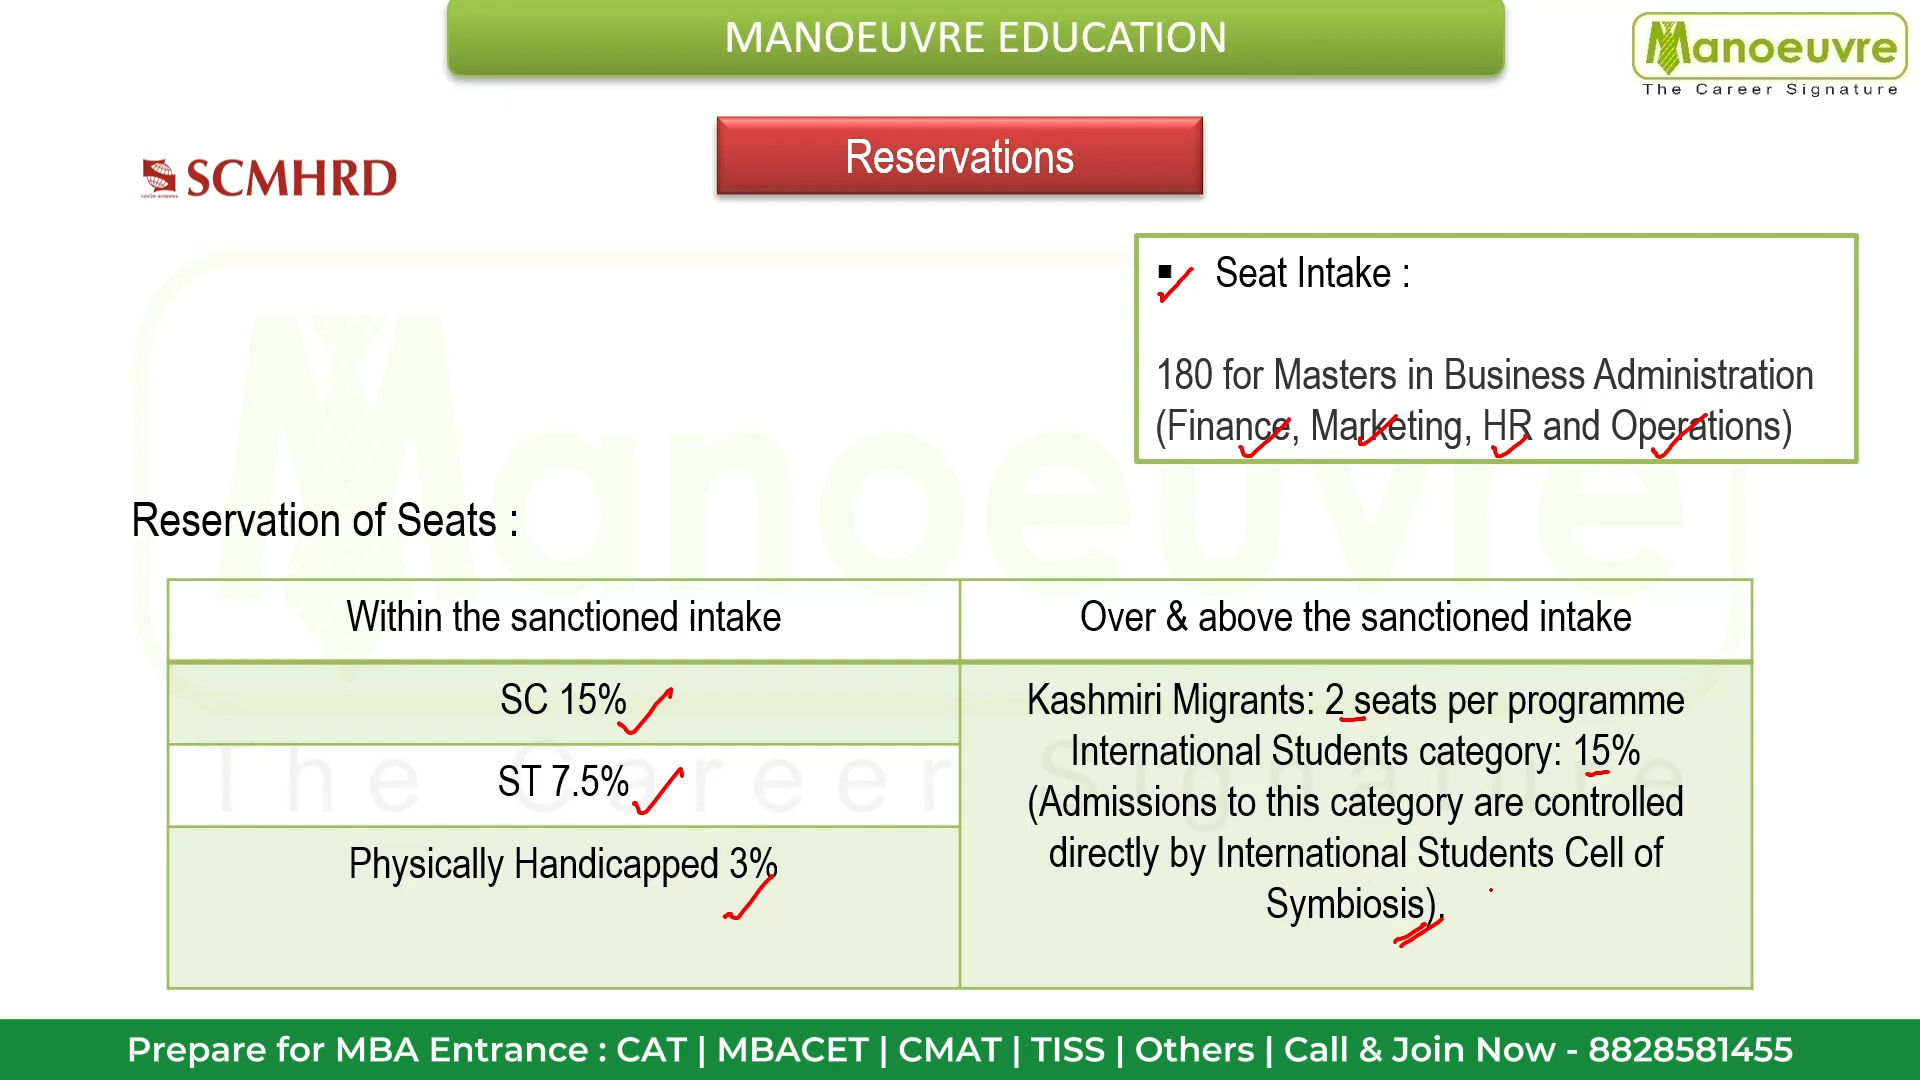 MANOEUVRE EDUCATION
Manoeuvre
The Career Signature
Reservations
SCMHRD
Seat Intake :
180 for Masters in Business Administration
(Finance, Marketing, HR and Operations)
Reservation of Seats :
Within the sanctioned intake
Over & above the sanctioned intake
SC 15%
ST 7.5%
Physically Handicapped 3%
Kashmiri Migrants: 2 seats per programme
International Students category: 15%
(Admissions to this category are controlled
directly by International Students Cell of
Symbiosis).
Manoeuvre
The Career Signature
Prepare for MBA Entrance : CAT | MBACET | CMAT | TISS | Others | Call & Join Now - 8828581455